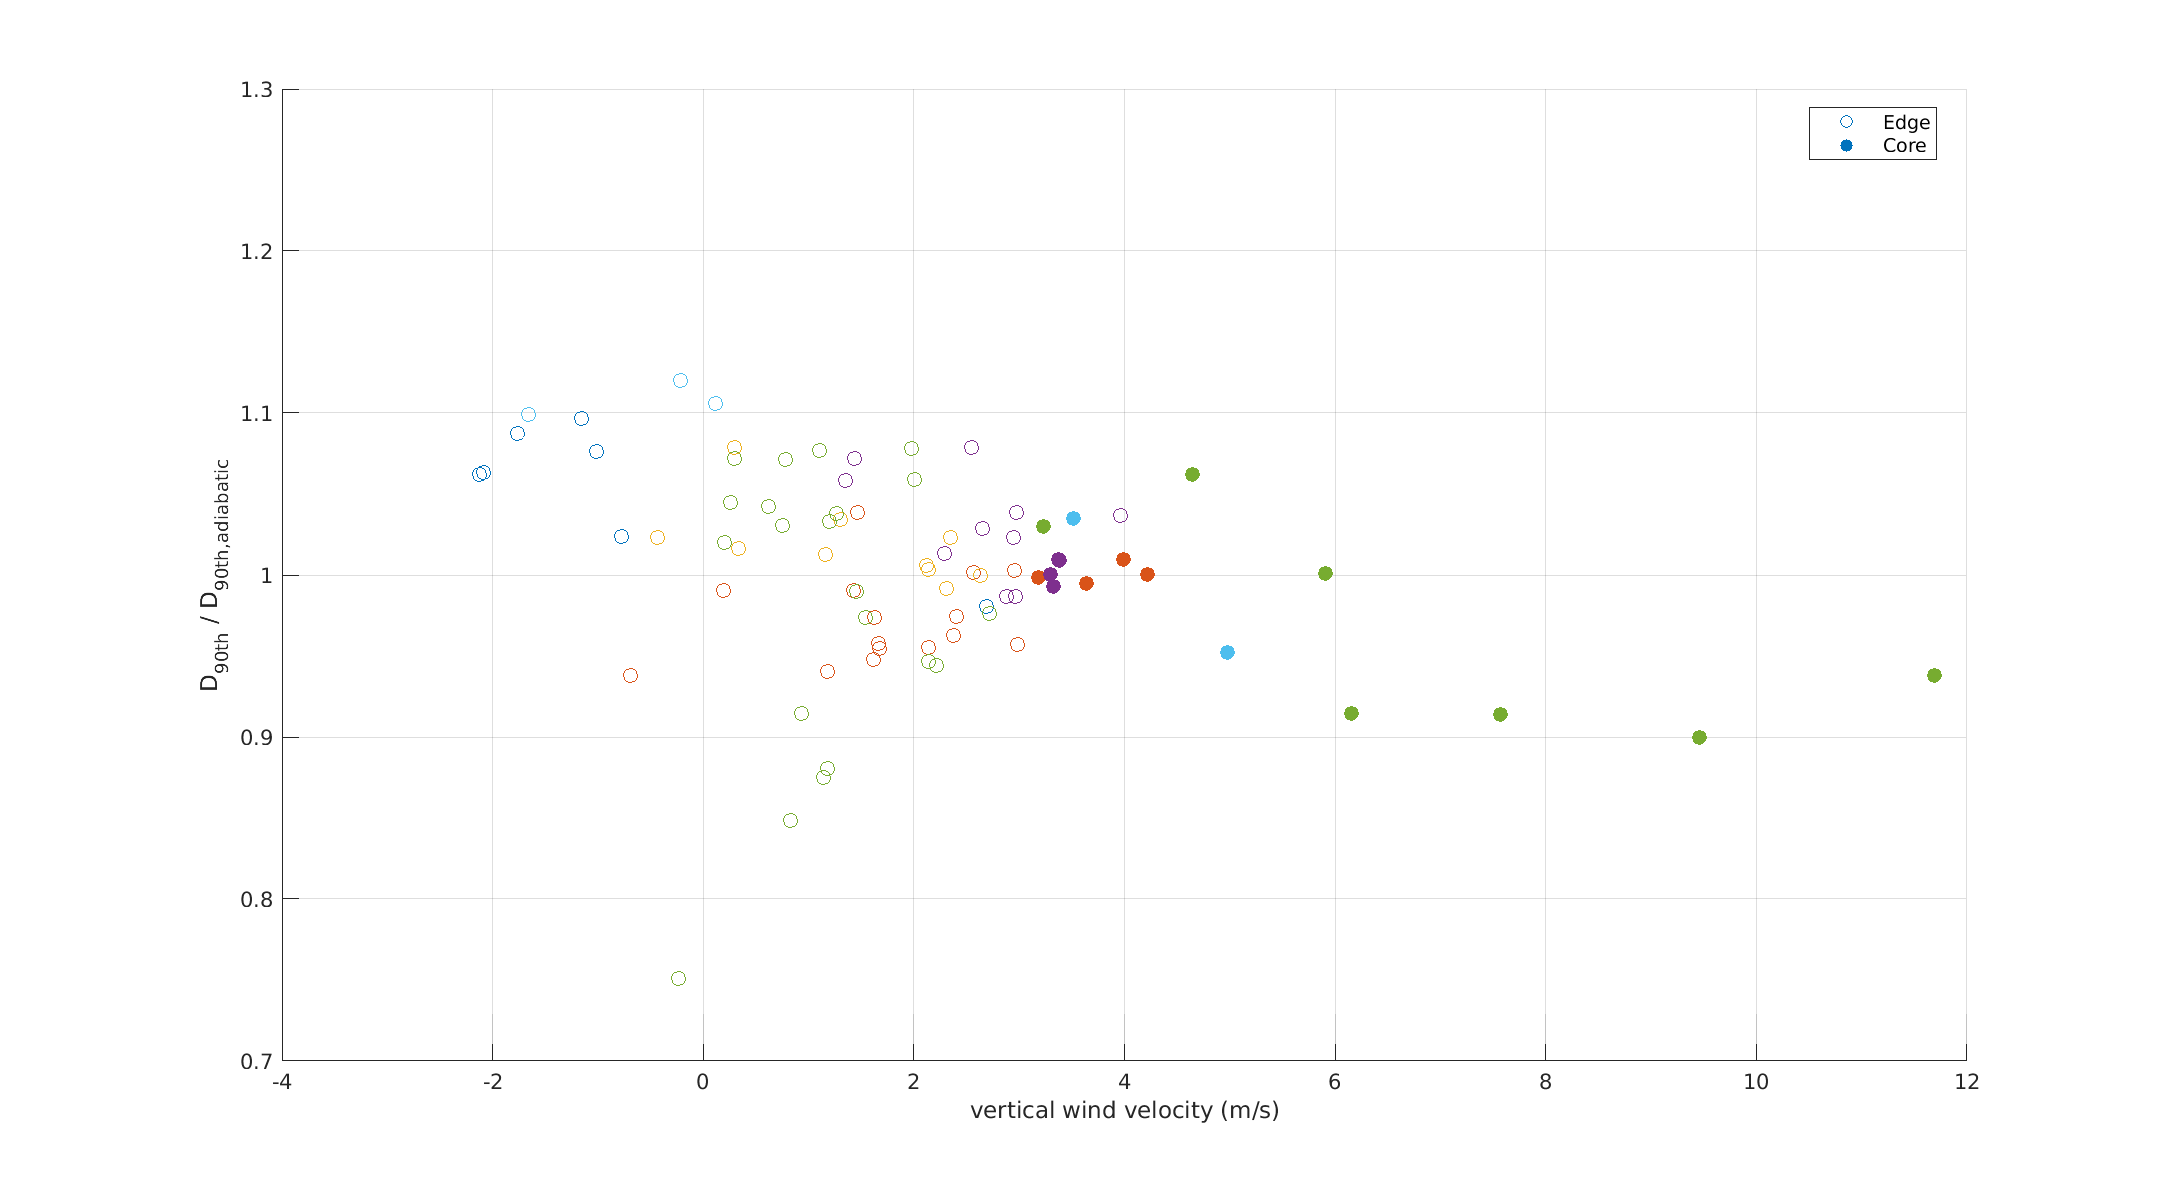 1.3
1.2
1.1
1
0.9
0.8
0.7
-4 -2 0 2 4 6 8 10 12
vertical wind velocity (m/s)
D90th / D90th,adiabatic
Edge
Core